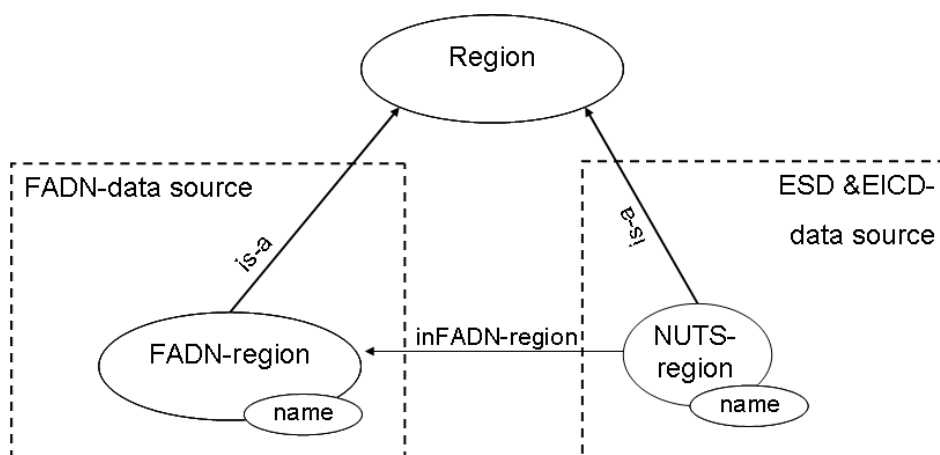 Region
FADN-data source
ESD &EICD-
data source
is-a
is-a
FADN-region
name
inFADN-region
NUTS-
region
name